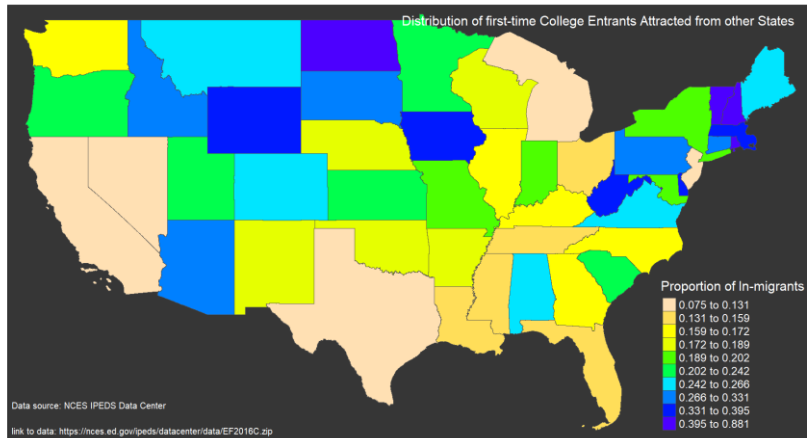 Distribution of first-time College Entrants Attracted from other States
Proportion of In-migrants
0.075 to 0.131
0.131 to 0.159
0.159 to 0.172
0.172 to 0.189
0.189 to 0.202
0.202 to 0.242
0.242 to 0.266
0.266 to 0.331
0.331 to 0.395
0.395 to 0.881
Data source: NCES IPEDS Data Center
link to data: https://nces.ed.gov/ipeds/datacenter/data/EF2016C.zip